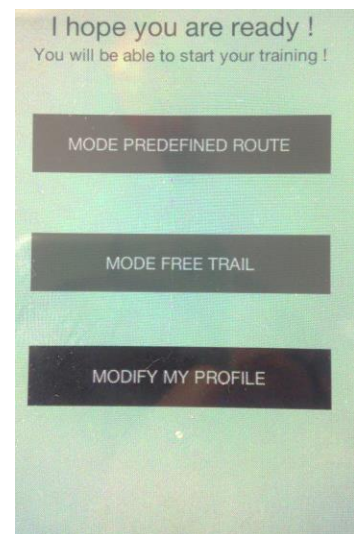 I hope you are ready !
You will be able to start your training !
MODE PREDEFINED ROUTE
MODE FREE TRAIL
MODIFY MY PROFILE